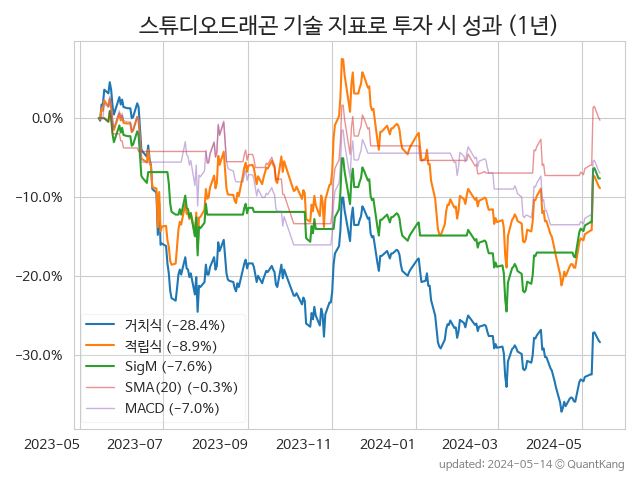 스튜디오드래곤 기술 지표로 투자 시 성과 (1년)
0.0%
−10.0%
−20.0%
−30.0%
거치식 (−28.4%)
적립식 (−8.9%)
SigM (−7.6%)
SMA(20) (−0.3%)
MACD (−7.0%)
2023-05 2023-07 2023-09 2023-11 2024-01 2024-03 2024-05
updated: 2024-05-14 © QuantKang